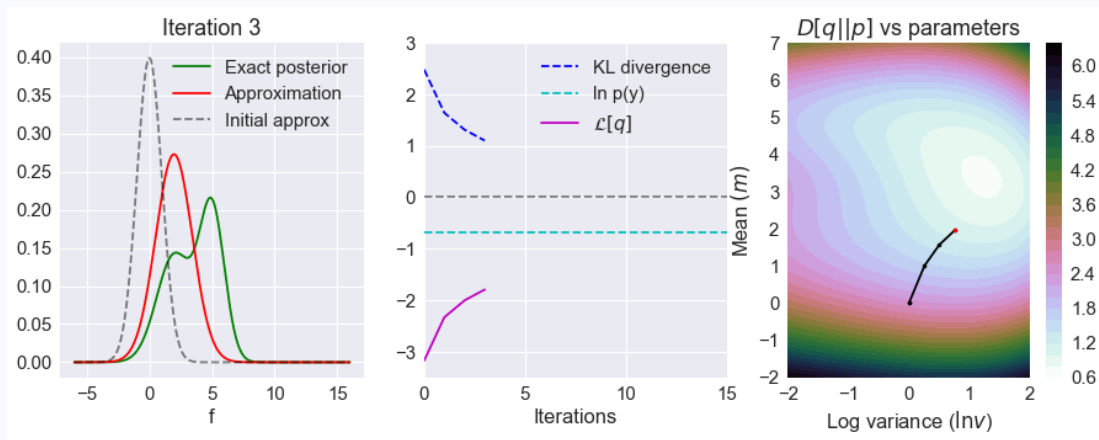 Iteration 3
0.40
0.35
0.30
0.25
0.20
0.15
0.10
0.05
0.00
Exact posterior
Approximation
Initial approx
−5 0 5 10 15
f
3
2
1
0
−1
−2
−3
KL divergence
ln p(y)
ℒ[q]
0 5 10 15
Iterations
D[q||p] vs parameters
Mean (m)
7
6
5
4
3
2
1
0
−1
−2
−2 −1 0 1 2
Log variance (lnv)
6.0
5.4
4.8
4.2
3.6
3.0
2.4
1.8
1.2
0.6